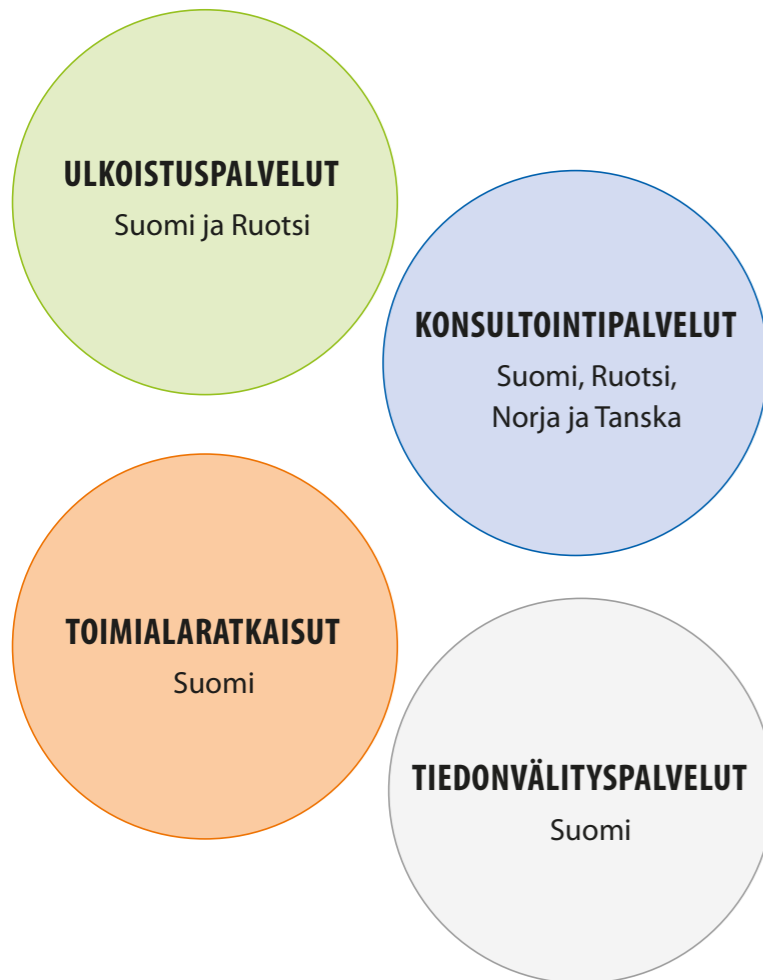 ULKOISTUSPALVELUT
Suomi ja Ruotsi
KONSULTOINTIPALVELUT
Suomi, Ruotsi,
Norja ja Tanska
TOIMIALARATKAISUT
Suomi
TIEDONVÄLITYSPALVELUT
Suomi